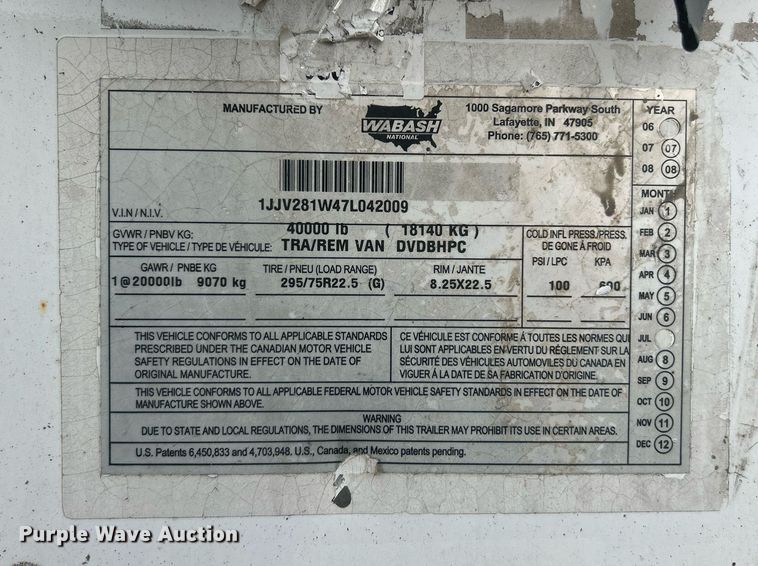 MANUFACTURED BY
WABASH
NATIONAL
1000 Sagamore Parkway South
Lafayette, IN 47905
Phone: (765) 771-5300
1JJV281W47L042009
V.I.N / N.I.V.
GVWR / PNBV KG: 40000 lb ( 18140 KG )
TYPE OF VEHICLE / TYPE DE VÉHICULE: TRA/REM VAN DVDBHPC
COLD INFL PRESS./PRESS.
DE GONE À FROID
GAWR / PNBE KG TIRE / PNEU (LOAD RANGE) RIM / JANTE PSI / LPC KPA
1@20000lb 9070 kg 295/75R22.5 (G) 8.25X22.5 100
THIS VEHICLE CONFORMS TO ALL APPLICABLE STANDARDS
PRESCRIBED UNDER THE CANADIAN MOTOR VEHICLE
SAFETY REGULATIONS IN EFFECT ON THE DATE OF
ORIGINAL MANUFACTURE.
CE VÉHICULE EST CONFORME À TOUTES LES NORMES QUI
LUI SONT APPLICABLES EN VERTU DU RÉGLEMENT SUR LA
SÉCURITÉ DES VÉHICULES AUTOMOVILES DU CANADA EN
VIGUER À LA DATE DE SA FABRICATION D'ORIGINE.
THIS VEHICLE CONFORMS TO ALL APPLICABLE FEDERAL MOTOR VEHICLE SAFETY STANDARDS IN EFFECT ON THE DATE OF
MANUFACTURE SHOWN ABOVE.
WARNING
DUE TO STATE AND LOCAL REGULATIONS, THE DIMENSIONS OF THIS TRAILER MAY PROHIBIT ITS USE IN CERTAIN AREAS.
U.S. Patents 6,450,833 and 4,703,948. U.S., Canada, and Mexico patents pending.
YEAR
06
07 07
08 08
MONTH
JAN 1
FEB 2
MAR 3
APR 4
MAY 5
JUN 6
JUL
AUG 8
SEP 9
OCT 10
NOV 11
DEC 12
Purple Wave Auction